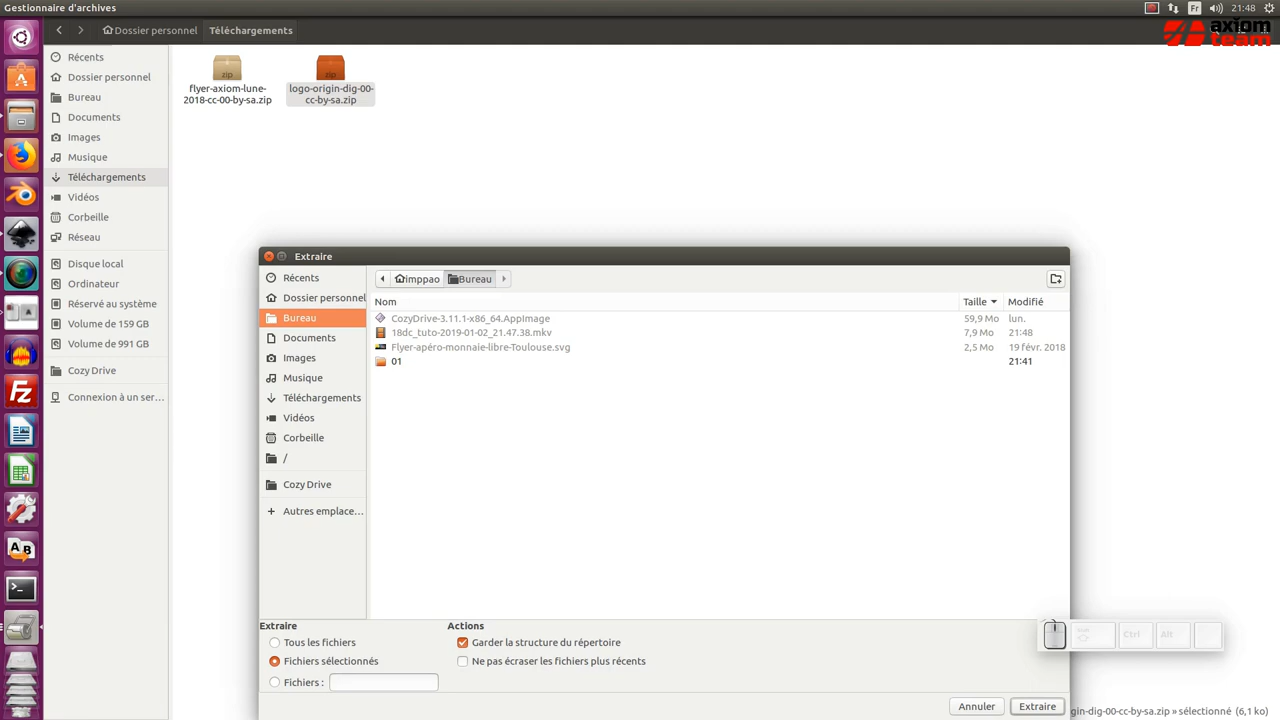 Gestionnaire d'archives
Fr
21:48
Dossier personnel
Téléchargements
axiom
team
Récents
Dossier personnel
Bureau
Documents
Images
Musique
Téléchargements
Vidéos
Corbeille
Réseau
Disque local
Ordinateur
Réservé au système
Volume de 159 GB
Volume de 991 GB
Cozy Drive
Connexion à un ser…
zip
flyer-axiom-lune-
2018-cc-00-by-sa.zip
zip
logo-origin-dig-00-
cc-by-sa.zip
Extraire
Récents
Dossier personnel
Bureau
Documents
Images
Musique
Téléchargements
Vidéos
Corbeille
/
Cozy Drive
Autres emplace…
imppao
Bureau
Nom
Taille
Modifié
CozyDrive-3.11.1-x86_64.AppImage
59,9 Mo
lun.
18dc_tuto-2019-01-02_21.47.38.mkv
7,9 Mo
21:48
Flyer-apéro-monnaie-libre-Toulouse.svg
2,5 Mo
19 févr. 2018
01
21:41
Extraire
Tous les fichiers
Fichiers sélectionnés
Fichiers :
Actions
Garder la structure du répertoire
Ne pas écraser les fichiers plus récents
Annuler
Extraire
Ctrl
Alt
gin-dig-00-cc-by-sa.zip » sélectionné (6,1 ko)